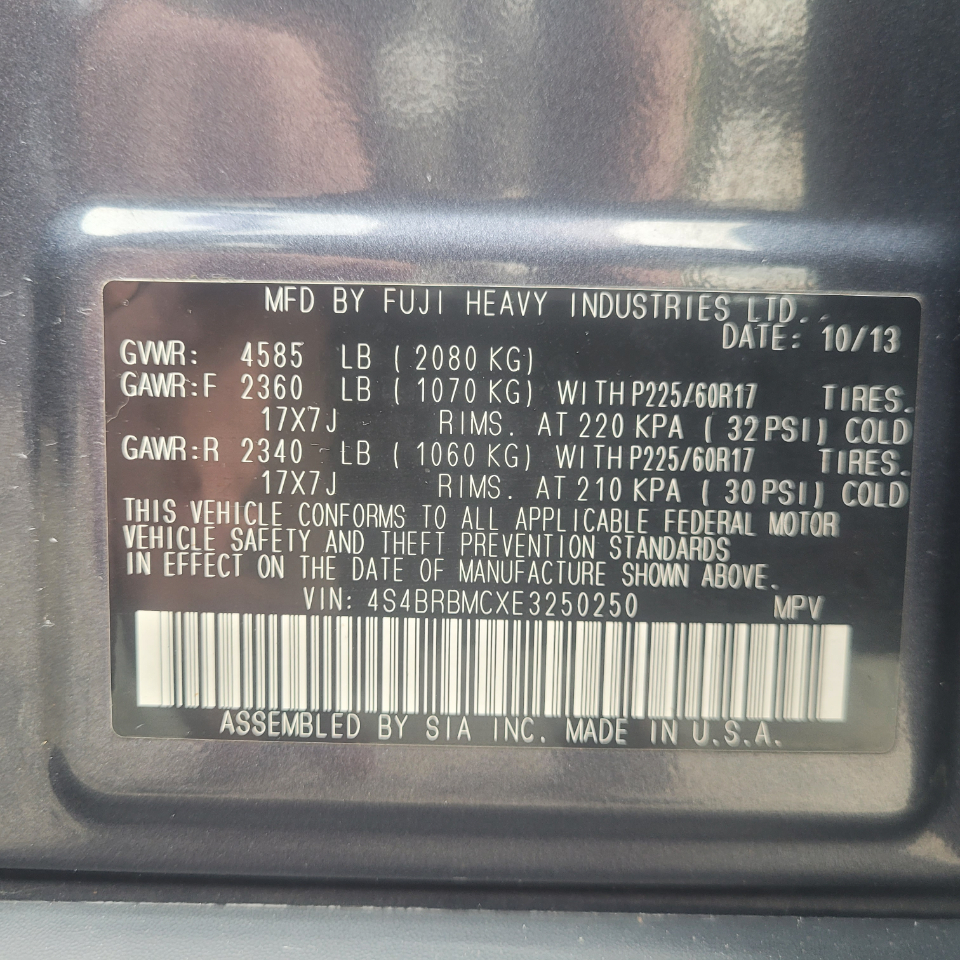 MFD BY FUJI HEAVY INDUSTRIES LTD.
DATE: 10/13
GVWR: 4585 LB ( 2080 KG)
GAWR:F 2360 LB ( 1070 KG) WITH P225/60R17 TIRES.
17X7J RIMS. AT 220 KPA ( 32 PSI) COLD
GAWR:R 2340 LB ( 1060 KG) WITH P225/60R17 TIRES.
17X7J RIMS. AT 210 KPA ( 30 PSI) COLD
THIS VEHICLE CONFORMS TO ALL APPLICABLE FEDERAL MOTOR
VEHICLE SAFETY AND THEFT PREVENTION STANDARDS
IN EFFECT ON THE DATE OF MANUFACTURE SHOWN ABOVE.
VIN: 4S4BRBMCXE3250250 MPV
ASSEMBLED BY SIA INC. MADE IN U.S.A.